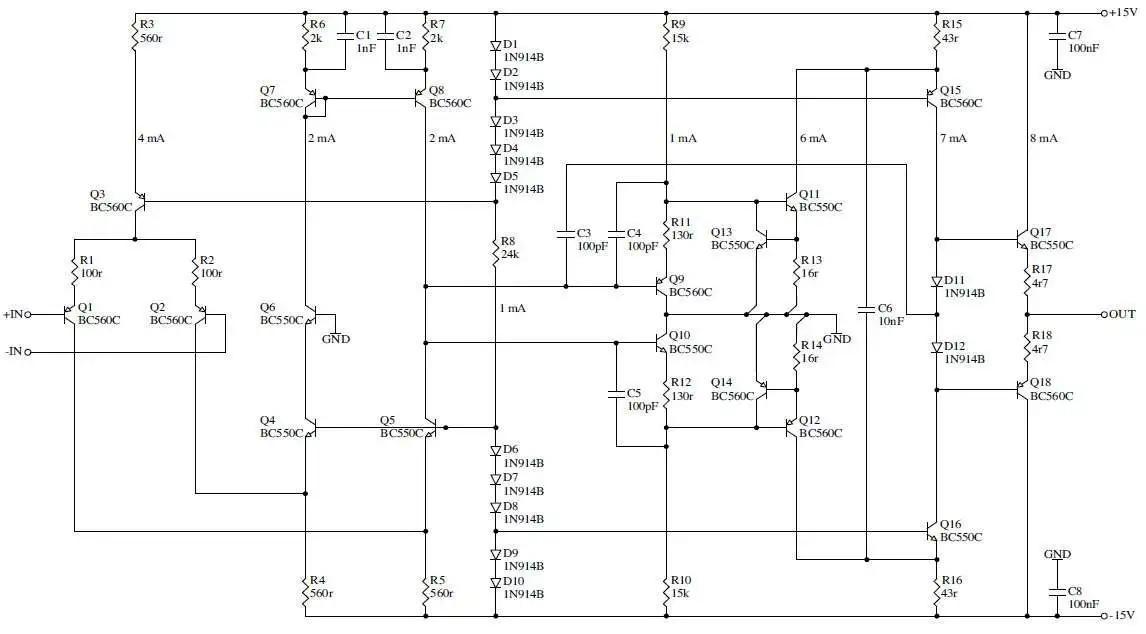 R3
560r
R6
2k
C1
1nF
C2
1nF
R7
2k
D1
1N914B
D2
1N914B
R9
15k
R15
43r
+15V
C7
100nF
GND
Q7
BC560C
Q8
BC560C
Q15
BC560C
D3
1N914B
D4
1N914B
D5
1N914B
4 mA
2 mA
2 mA
1 mA
6 mA
7 mA
8 mA
Q3
BC560C
Q11
BC550C
R8
24k
C3
100pF
C4
100pF
R11
130r
Q13
BC550C
R13
16r
Q17
BC550C
R1
100r
R2
100r
R17
4r7
D11
1N914B
Q9
BC560C
+IN
Q1
BC560C
Q2
BC560C
Q6
BC550C
GND
1 mA
C6
10nF
OUT
-IN
Q10
BC550C
R14
16r
GND
D12
1N914B
R18
4r7
C5
100pF
R12
130r
Q14
BC560C
Q18
BC560C
Q4
BC550C
Q5
BC550C
Q12
BC560C
D6
1N914B
D7
1N914B
D8
1N914B
Q16
BC550C
D9
1N914B
D10
1N914B
R4
560r
R5
560r
R10
15k
R16
43r
GND
C8
100nF
-15V